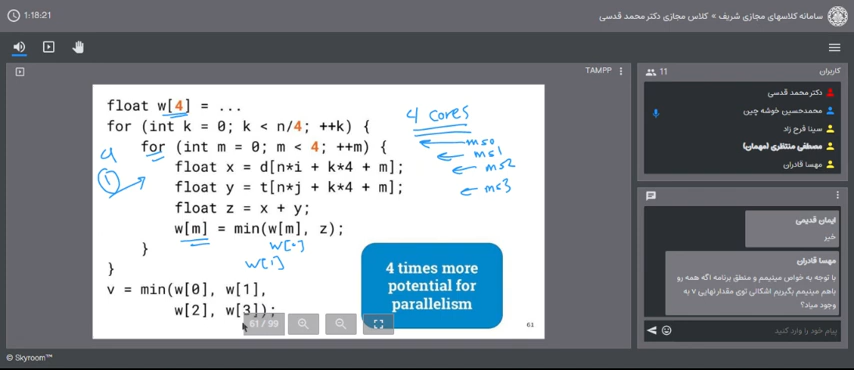 1:18:21
سامانه کلاسهای مجازی شریف » کلاس مجازی دکتر محمد قدسی
TAMPP
float w[4] = ...
for (int k = 0; k < n/4; ++k) {
for (int m = 0; m < 4; ++m) {
float x = d[n*i + k*4 + m];
float y = t[n*j + k*4 + m];
float z = x + y;
w[m] = min(w[m], z);
}
}
v = min(w[0], w[1],
w[2], w[3]);
4 cores
m=0
m=1
m=2
m=3
4
1
w[0]
w[1]
4 times more
potential for
parallelism
61
61 / 99
کاربران
11
دکتر محمد قدسی
محمدحسین خوشه چین
سینا فرج زاد
مصطفی منتظری (مهمان)
مهسا قادران
ایمان قدیمی
خیر
مهسا قادران
با توجه به خواص مینیمم و منطق برنامه اگه همه رو
باهم مینیمم بگیریم اشکالی توی مقدار نهایی v به
وجود میاد؟
پیام خود را وارد کنید.
© Skyroom™